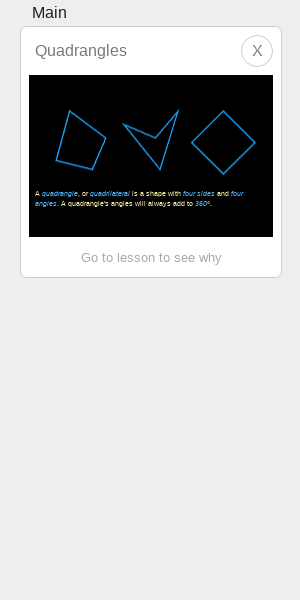 Main
Quadrangles
X
A quadrangle, or quadrilateral is a shape with four sides and four
angles. A quadrangle's angles will always add to 360º.
Go to lesson to see why